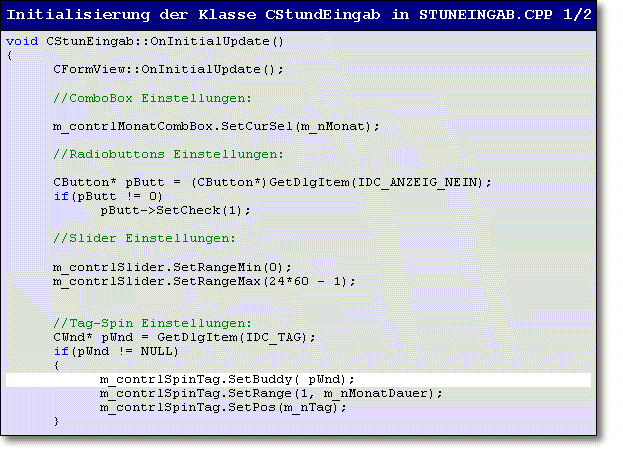 Initialisierung der Klasse CStundEingab in STUNEINGAB.CPP 1/2
void CStunEingab::OnInitialUpdate()
{
CFormView::OnInitialUpdate();
//ComboBox Einstellungen:
m_contrlMonatCombBox.SetCurSel(m_nMonat);
//Radiobuttons Einstellungen:
CButton* pButt = (CButton*)GetDlgItem(IDC_ANZEIG_NEIN);
if(pButt != 0)
pButt->SetCheck(1);
//Slider Einstellungen:
m_contrlSlider.SetRangeMin(0);
m_contrlSlider.SetRangeMax(24*60 - 1);
//Tag-Spin Einstellungen:
CWnd* pWnd = GetDlgItem(IDC_TAG);
if(pWnd != NULL)
{
m_contrlSpinTag.SetBuddy( pWnd);
m_contrlSpinTag.SetRange(1, m_nMonatDauer);
m_contrlSpinTag.SetPos(m_nTag);
}